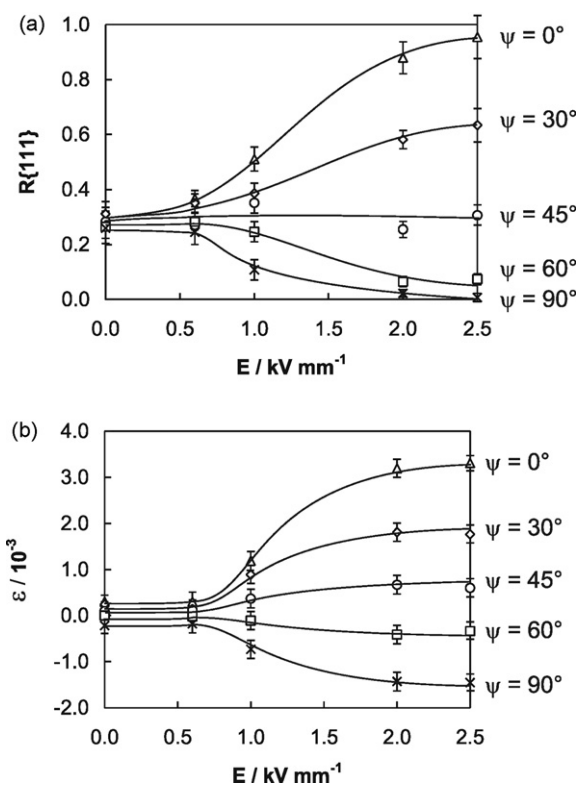 (a)
1.0
0.8
0.6
0.4
0.2
0.0
R{111}
0.0 0.5 1.0 1.5 2.0 2.5
E / kV mm⁻¹
ψ = 0°
ψ = 30°
ψ = 45°
ψ = 60°
ψ = 90°
(b)
4.0
3.0
2.0
1.0
0.0
-1.0
-2.0
ε / 10⁻³
0.0 0.5 1.0 1.5 2.0 2.5
E / kV mm⁻¹
ψ = 0°
ψ = 30°
ψ = 45°
ψ = 60°
ψ = 90°